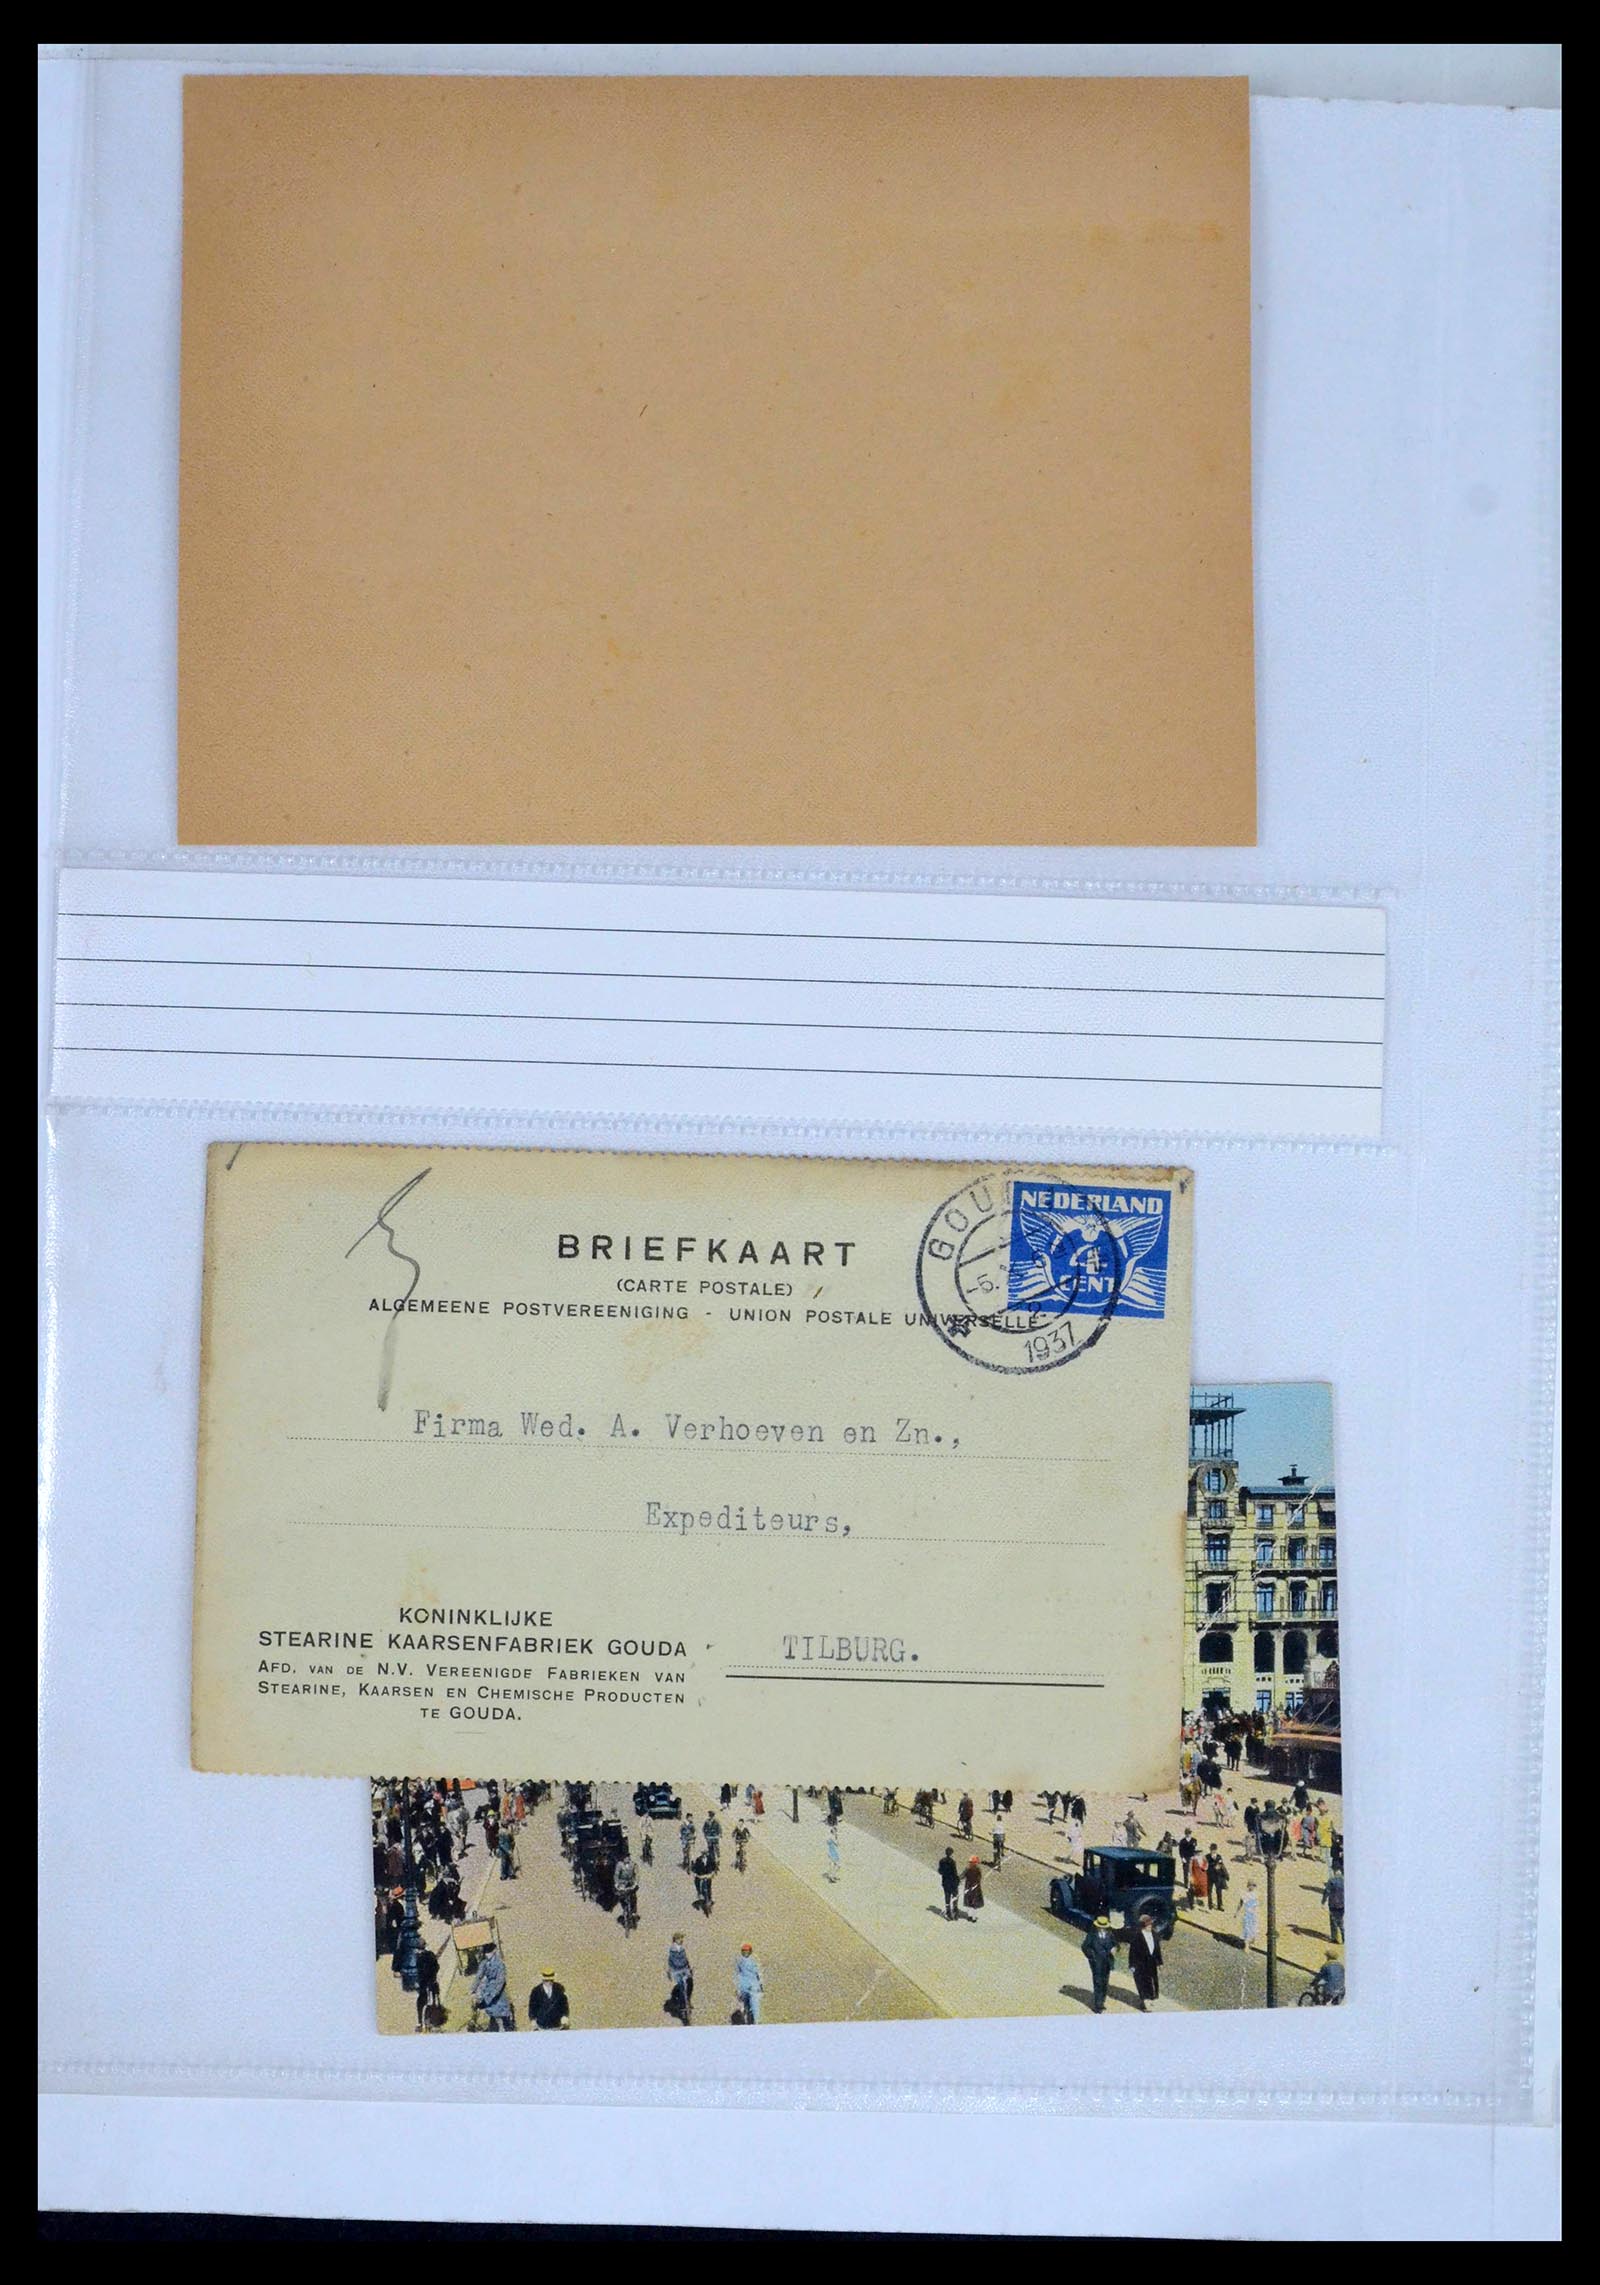 BRIEFKAART
(CARTE POSTALE)
ALGEMEENE POSTVEREENIGING - UNION POSTALE UNIVERSELLE
NEDERLAND
4
CENT
1937
Firma Wed. A. Verhoeven en Zn.,
Expediteurs,
TILBURG.
KONINKLIJKE
STEARINE KAARSENFABRIEK GOUDA
AFD. VAN DE N.V. VEREENIGDE FABRIEKEN VAN
STEARINE, KAARSEN EN CHEMISCHE PRODUCTEN
TE GOUDA.